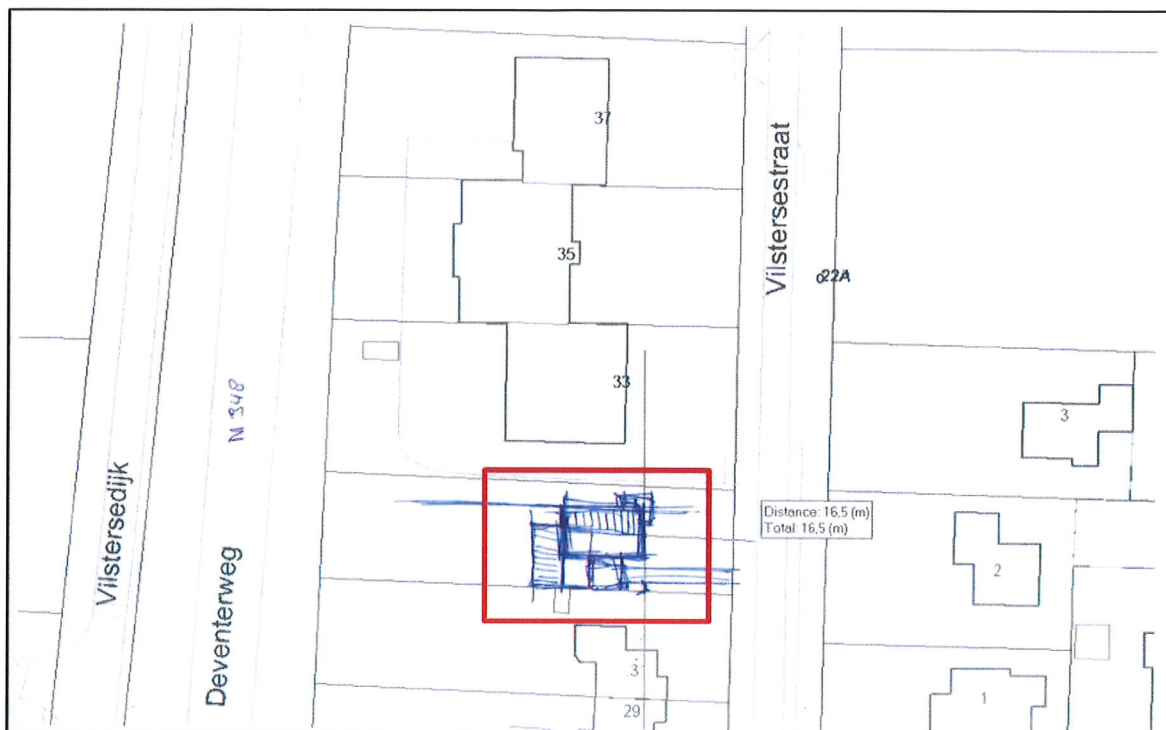 37
Vilstersestraat
35
22A
33
N 348
3
Vilstersedijk
Distance: 16,5 (m)
Total: 16,5 (m)
2
Deventerweg
3
29
1